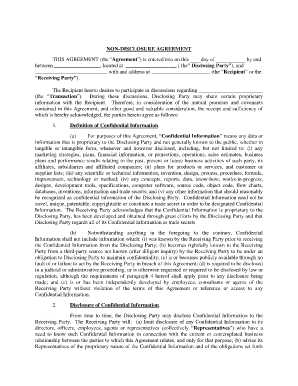 NON-DISCLOSURE AGREEMENT
THIS AGREEMENT (the "Agreement") is entered into on this ___ day of ________ by and
between ________, located at ________, (the "Disclosing Party"), and
________, with and address at ________ (the "Recipient" or the
"Receiving Party").
The Recipient hereto desires to participate in discussions regarding
________ (the "Transaction"). During these discussions, Disclosing Party may share certain proprietary
information with the Recipient. Therefore, in consideration of the mutual promises and covenants
contained in this Agreement, and other good and valuable consideration, the receipt and sufficiency of
which is hereby acknowledged, the parties hereto agree as follows:
1. Definition of Confidential Information
(a) For purposes of this Agreement, "Confidential Information" means any data or
information that is proprietary to the Disclosing Party and not generally known to the public, whether in
tangible or intangible form, whenever and however disclosed, including, but not limited to: (i) any
marketing strategies, plans, financial information, or projections, operations, sales estimates, business
plans and performance results relating to the past, present or future business activities of such party, its
affiliates, subsidiaries and affiliated companies; (ii) plans for products or services, and customer or
supplier lists; (iii) any scientific or technical information, invention, design, process, procedure, formula,
improvement, technology or method; (iv) any concepts, reports, data, know-how, works-in-progress,
designs, development tools, specifications, computer software, source code, object code, flow charts,
databases, inventions, information and trade secrets; and (v) any other information that should reasonably
be recognized as confidential information of the Disclosing Party. Confidential Information need not be
novel, unique, patentable, copyrightable or constitute a trade secret in order to be designated Confidential
Information. The Receiving Party acknowledges that the Confidential Information is proprietary to the
Disclosing Party, has been developed and obtained through great efforts by the Disclosing Party and that
Disclosing Party regards all of its Confidential Information as trade secrets
(b) Notwithstanding anything in the foregoing to the contrary, Confidential
Information shall not include information which: (i) was known by the Receiving Party prior to receiving
the Confidential Information from the Disclosing Party; (b) becomes rightfully known to the Receiving
Party from a third-party source not known (after diligent inquiry) by the Receiving Party to be under an
obligation to Disclosing Party to maintain confidentiality; (c) is or becomes publicly available through no
fault of or failure to act by the Receiving Party in breach of this Agreement; (d) is required to be disclosed
in a judicial or administrative proceeding, or is otherwise requested or required to be disclosed by law or
regulation, although the requirements of paragraph 4 hereof shall apply prior to any disclosure being
made; and (e) is or has been independently developed by employees, consultants or agents of the
Receiving Party without violation of the terms of this Agreement or reference or access to any
Confidential Information.
2. Disclosure of Confidential Information.
From time to time, the Disclosing Party may disclose Confidential Information to the
Receiving Party. The Receiving Party will: (a) limit disclosure of any Confidential Information to its
directors, officers, employees, agents or representatives (collectively "Representatives") who have a
need to know such Confidential Information in connection with the current or contemplated business
relationship between the parties to which this Agreement relates, and only for that purpose; (b) advise its
Representatives of the proprietary nature of the Confidential Information and of the obligations set forth